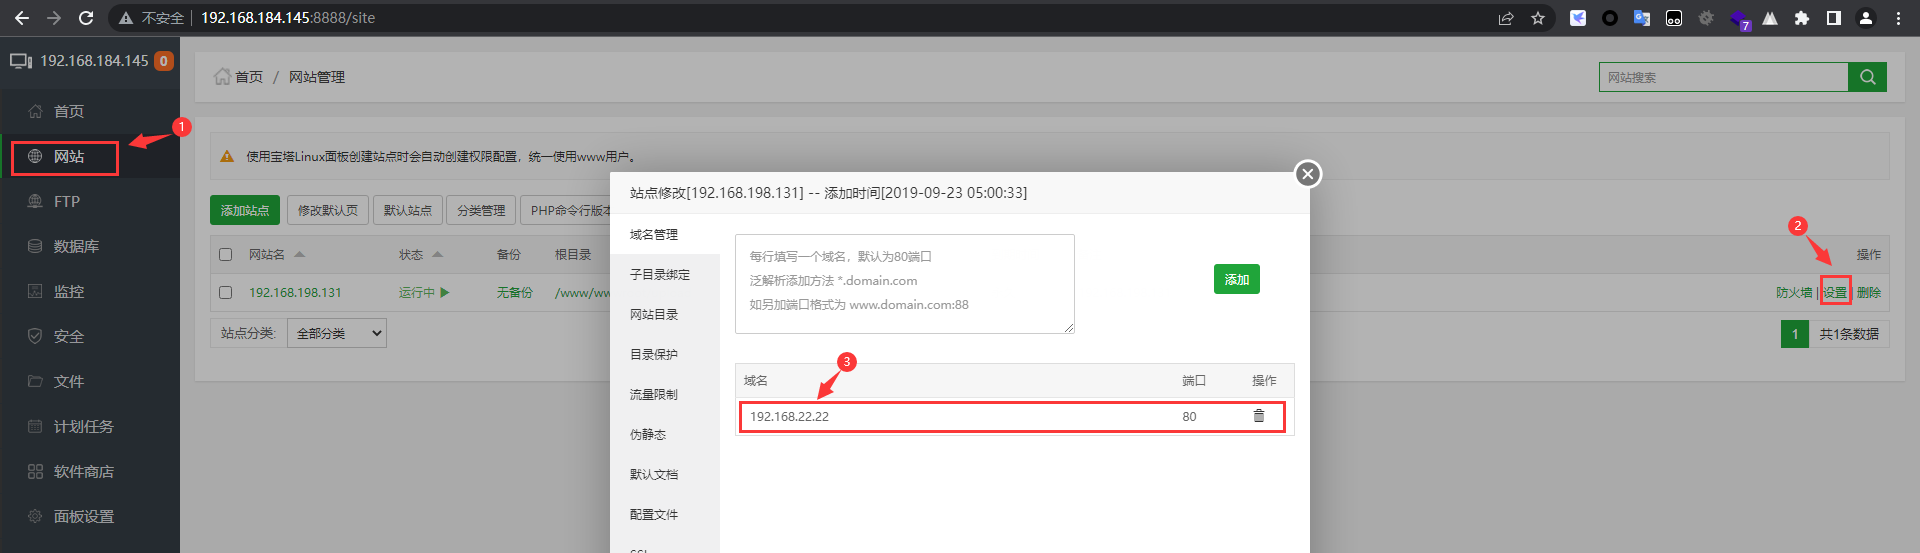 不安全 192.168.184.145:8888/site
7
192.168.184.145 0
首页 / 网站管理
网站搜索
首页
1
网站
FTP
数据库
监控
安全
文件
计划任务
软件商店
面板设置
使用宝塔Linux面板创建站点时会自动创建权限配置，统一使用www用户。
添加站点 修改默认页 默认站点 分类管理 PHP命令行版本
网站名 状态 备份 根目录 操作
2
192.168.198.131 运行中 无备份 /www/ww 防火墙 | 设置 | 删除
站点分类: 全部分类 1 共1条数据
站点修改[192.168.198.131] -- 添加时间[2019-09-23 05:00:33]
域名管理
子目录绑定
网站目录
目录保护
流量限制
伪静态
默认文档
配置文件
SSL
每行填写一个域名，默认为80端口
泛解析添加方法 *.domain.com
如另加端口格式为 www.domain.com:88
添加
3
域名 端口 操作
192.168.22.22 80